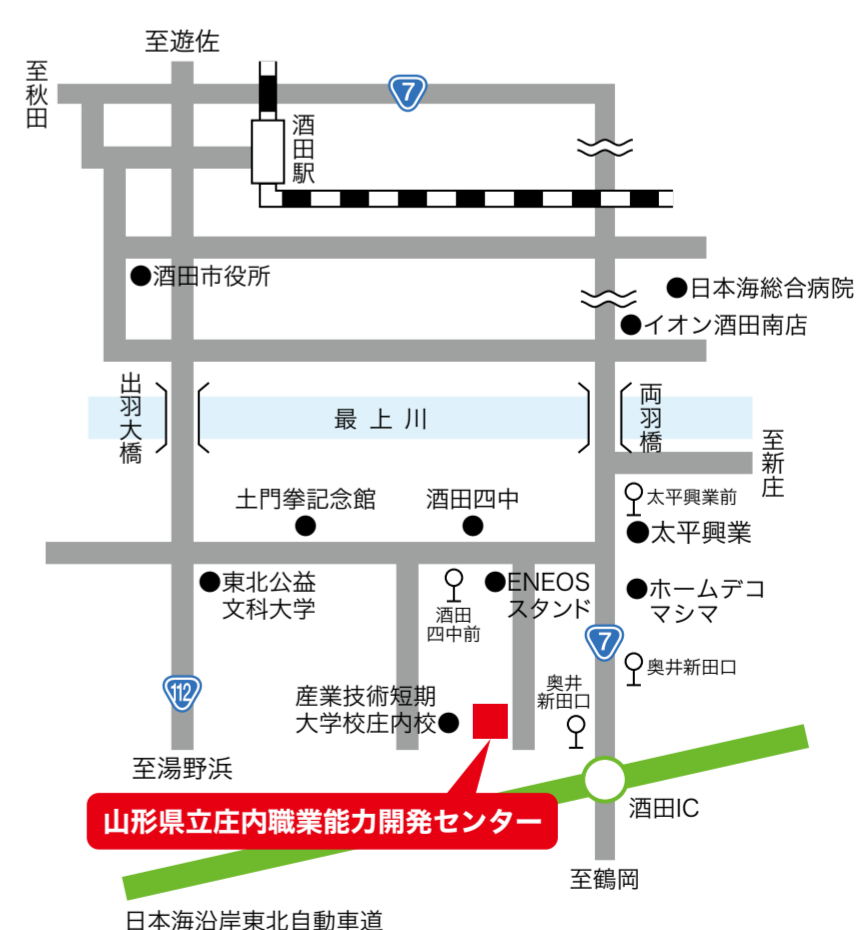 至遊佐
至秋田
7
酒田駅
酒田市役所
日本海総合病院
イオン酒田南店
出羽大橋
最上川
両羽橋
至新庄
土門拳記念館
酒田四中
太平興業前
太平興業
東北公益
文科大学
酒田
四中前
ENEOS
スタンド
ホームデコ
マシマ
7
奥井新田口
112
産業技術短期
大学校庄内校
奥井
新田口
至湯野浜
山形県立庄内職業能力開発センター
酒田IC
至鶴岡
日本海沿岸東北自動車道